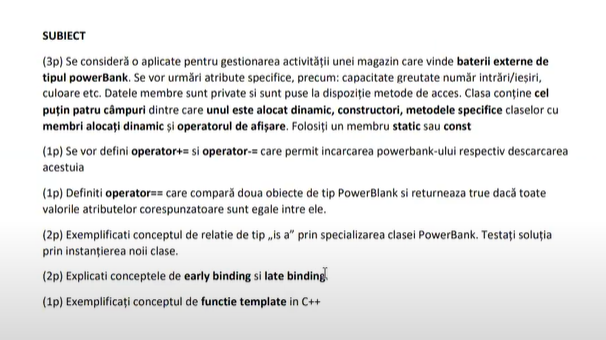 SUBIECT
(3p) Se consideră o aplicate pentru gestionarea activității unei magazin care vinde baterii externe de
tipul powerBank. Se vor urmări atribute specifice, precum: capacitate greutate număr intrări/ieșiri,
culoare etc. Datele membre sunt private si sunt puse la dispoziție metode de acces. Clasa conține cel
puțin patru câmpuri dintre care unul este alocat dinamic, constructori, metodele specifice claselor cu
membri alocați dinamic și operatorul de afișare. Folosiți un membru static sau const
(1p) Se vor defini operator+= si operator-= care permit incarcarea powerbank-ului respectiv descarcarea
acestuia
(1p) Definiti operator== care compară doua obiecte de tip PowerBlank si returneaza true dacă toate
valorile atributelor corespunzatoare sunt egale intre ele.
(2p) Exemplificati conceptul de relatie de tip „is a” prin specializarea clasei PowerBank. Testați soluția
prin instanțierea noii clase.
(2p) Explicati conceptele de early binding si late binding.
(1p) Exemplificați conceptul de functie template in C++